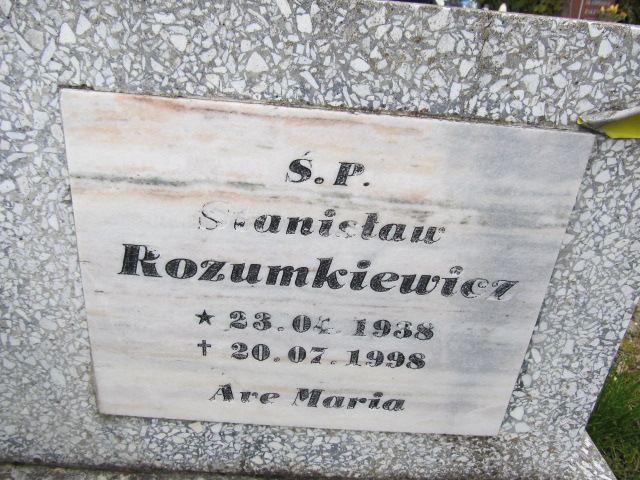 Ś.P.
Stanisław
Rozumkiewicz
★ 23.04.1938
✝ 20.07.1998
Ave Maria